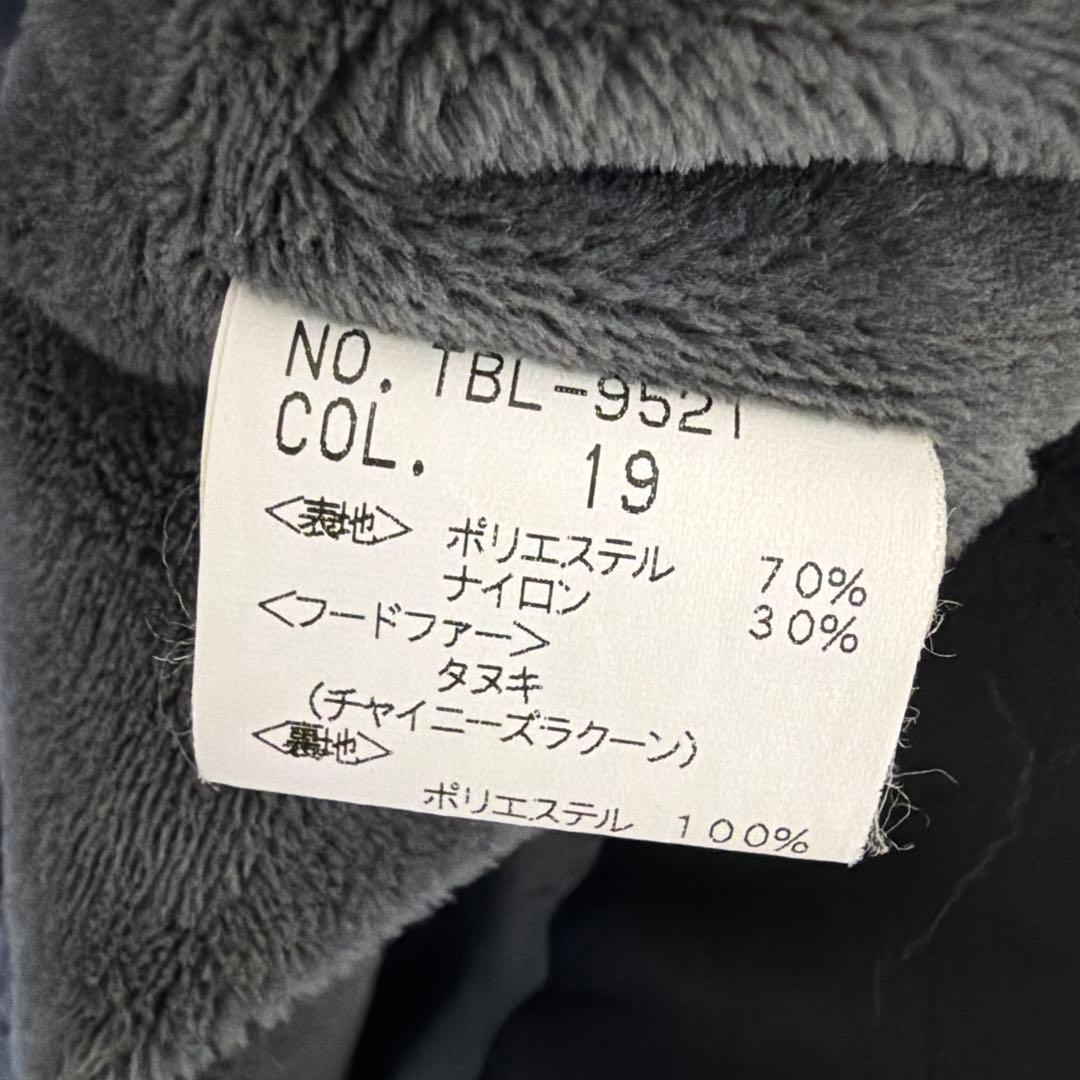 NO. TBL-9521
COL. 19
<表地> ポリエステル 70%
ナイロン 30%
<フードファー>
タヌキ
(チャイニーズラクーン)
<裏地>
ポリエステル 100%